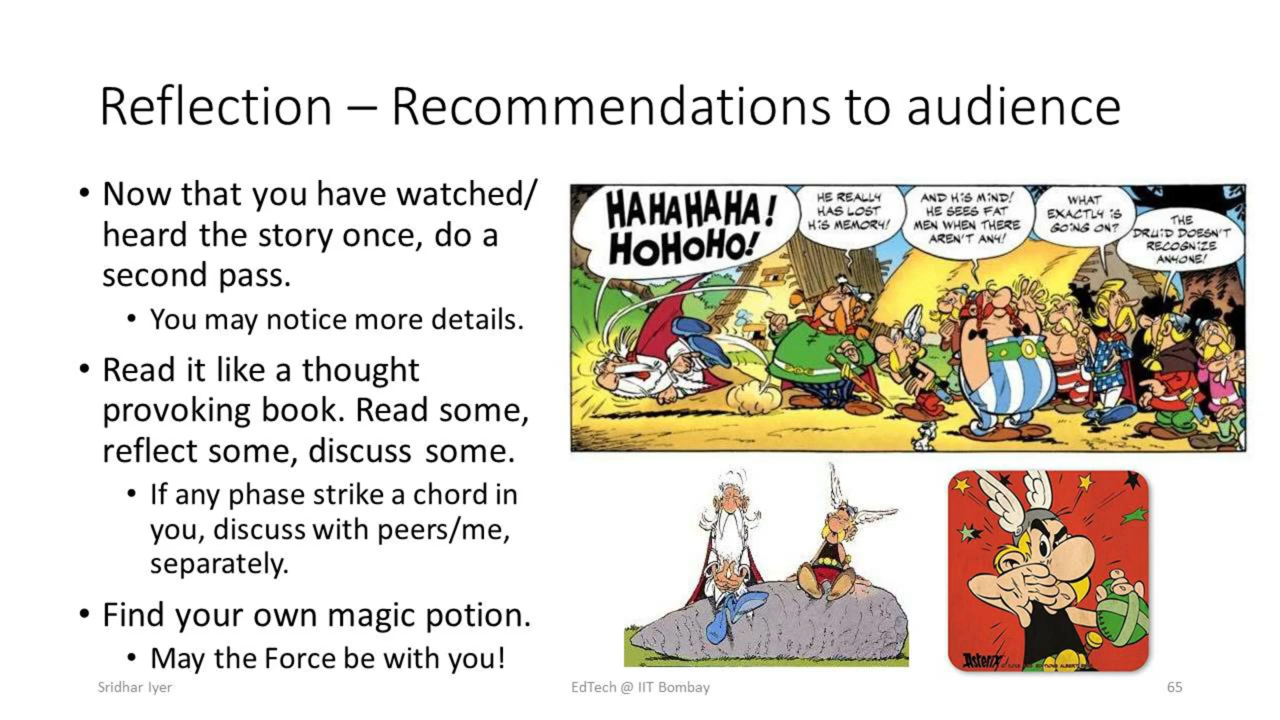 Reflection – Recommendations to audience
• Now that you have watched/
heard the story once, do a
second pass.
• You may notice more details.
• Read it like a thought
provoking book. Read some,
reflect some, discuss some.
• If any phase strike a chord in
you, discuss with peers/me,
separately.
• Find your own magic potion.
• May the Force be with you!
HAHAHAHA!
HOHOHO!
HE REALLY
HAS LOST
HIS MEMORY!
AND HIS MIND!
HE SEES FAT
MEN WHEN THERE
AREN'T ANY!
WHAT
EXACTLY IS
GOING ON?
THE
DRUID DOESN'T
RECOGNIZE
ANYONE!
Asterix
Sridhar Iyer
EdTech @ IIT Bombay
65